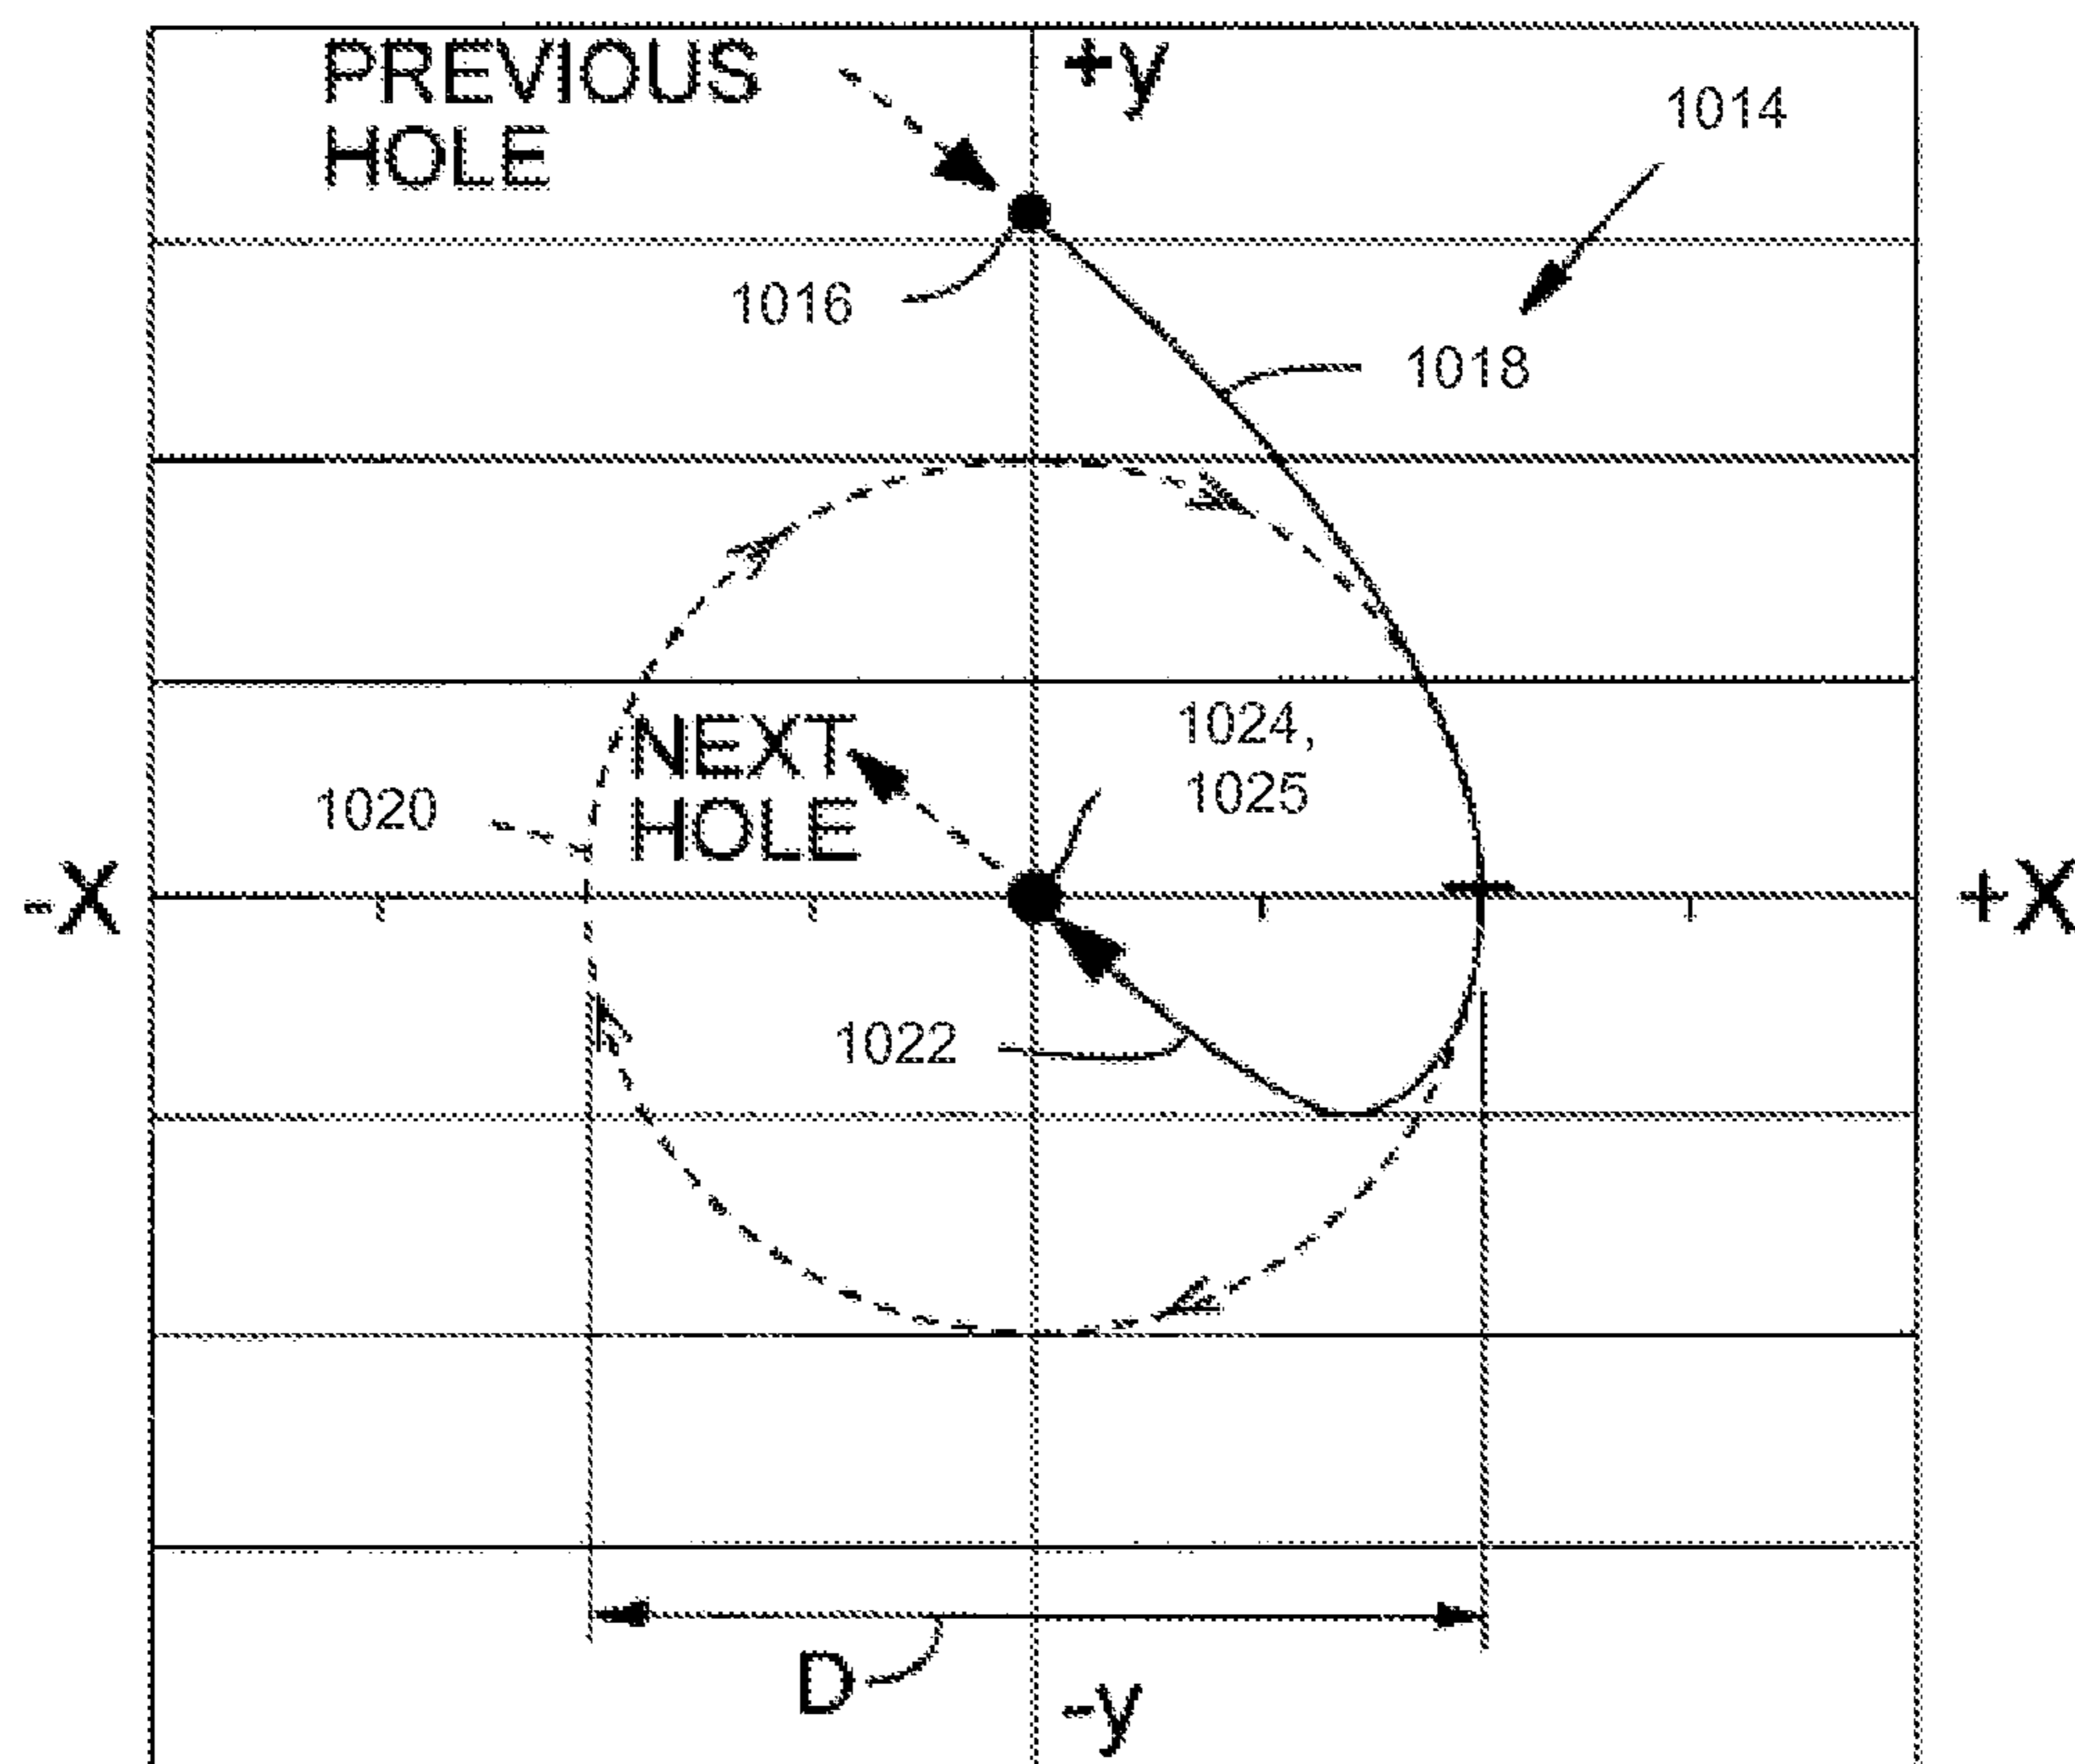 PREVIOUS
HOLE
+y
1014
1016
1018
NEXT
HOLE
1024,
1025
1020
-X
+X
1022
D
-y